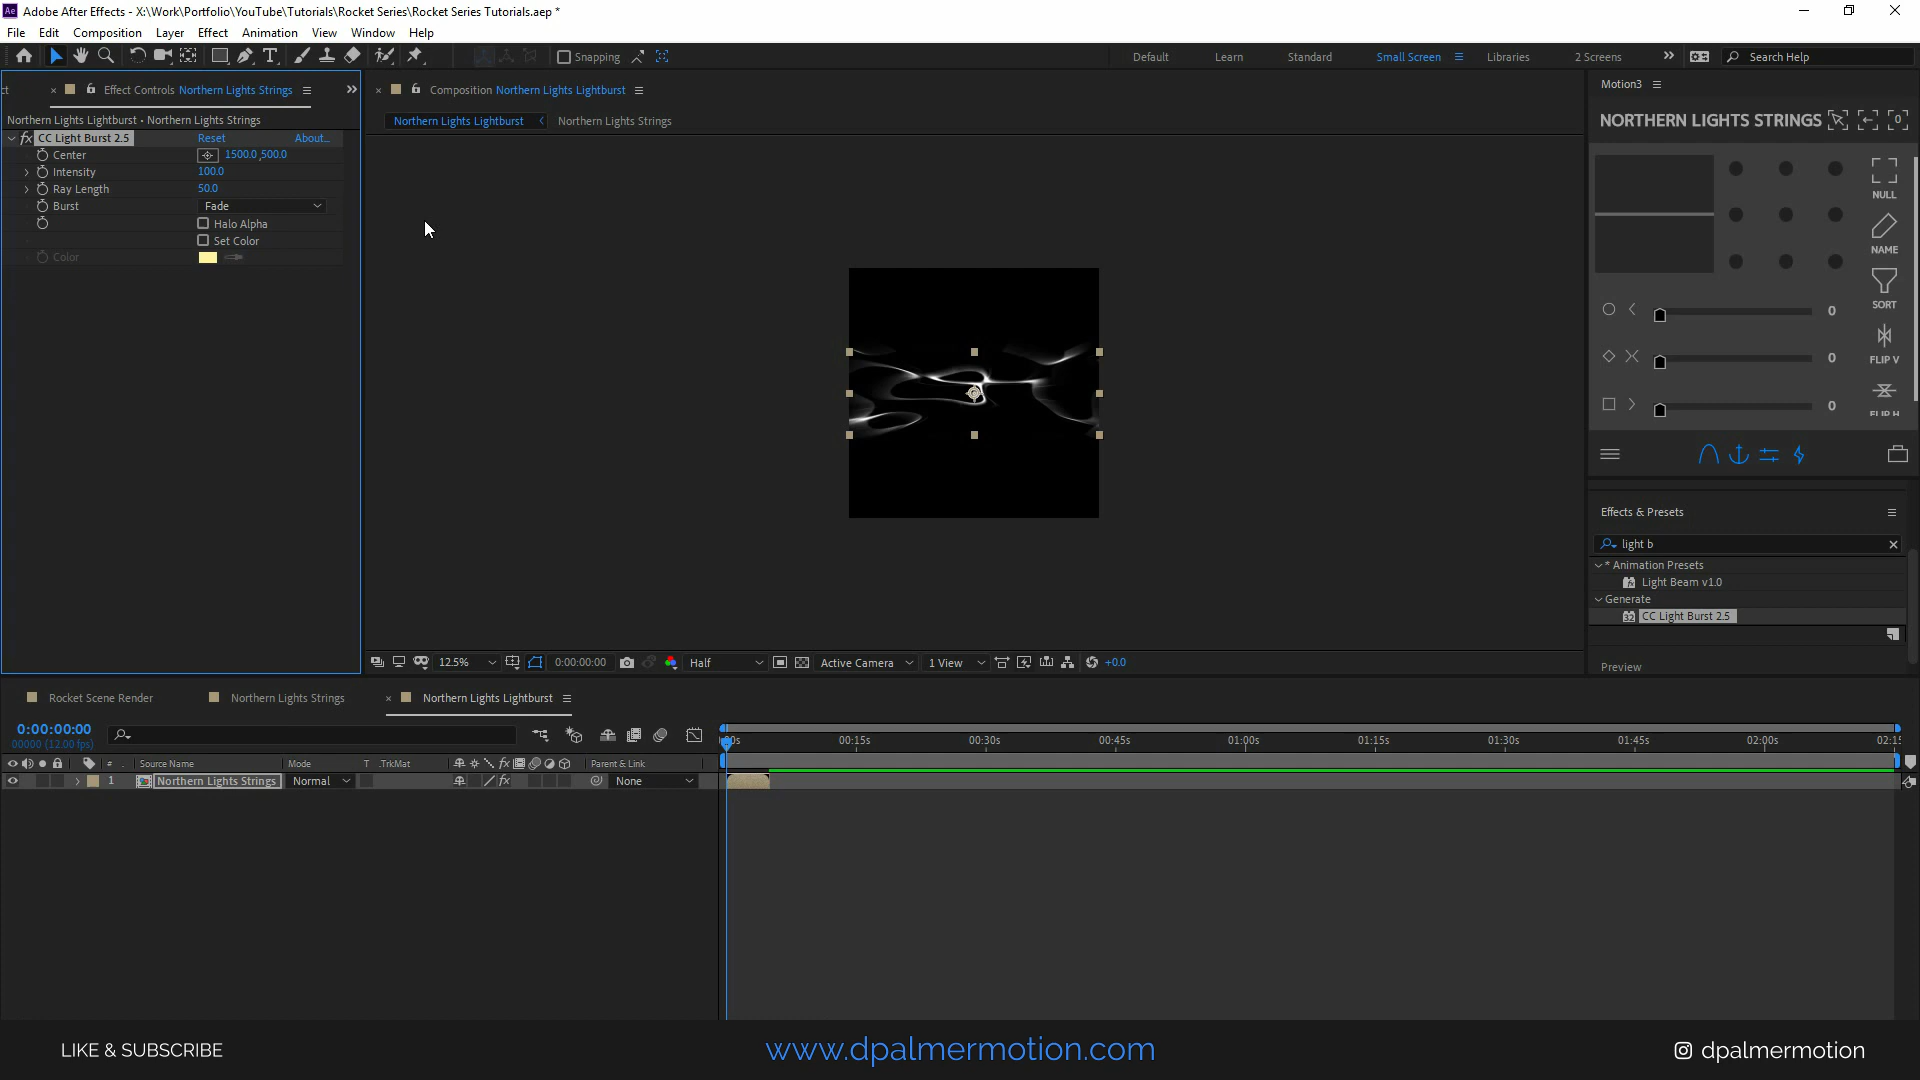 Adobe After Effects - X:\Work\Portfolio\YouTube\Tutorials\Rocket Series\Rocket Series Tutorials.aep *
File Edit Composition Layer Effect Animation View Window Help
Snapping Default Learn Standard Small Screen Libraries 2 Screens Search Help
ct Effect Controls Northern Lights Strings
Northern Lights Lightburst • Northern Lights Strings
CC Light Burst 2.5 Reset About...
Center 1500.0,500.0
Intensity 100.0
Ray Length 50.0
Burst Fade
Halo Alpha
Set Color
Color
Composition Northern Lights Lightburst
Northern Lights Lightburst Northern Lights Strings
12.5% 0:00:00:00 Half Active Camera 1 View +0.0
Motion3
NORTHERN LIGHTS STRINGS 0
NULL
NAME
SORT
FLIP V
FLIP H
0
0
0
Effects & Presets
light b
* Animation Presets
Light Beam v1.0
Generate
32 CC Light Burst 2.5
Preview
Rocket Scene Render Northern Lights Strings Northern Lights Lightburst
0:00:00:00
00000 (12.00 fps)
00:15s 00:30s 00:45s 01:00s 01:15s 01:30s 01:45s 02:00s 02:15
# Source Name Mode T .TrkMat Parent & Link
1 Northern Lights Strings Normal None
LIKE & SUBSCRIBE
www.dpalmermotion.com
dpalmermotion